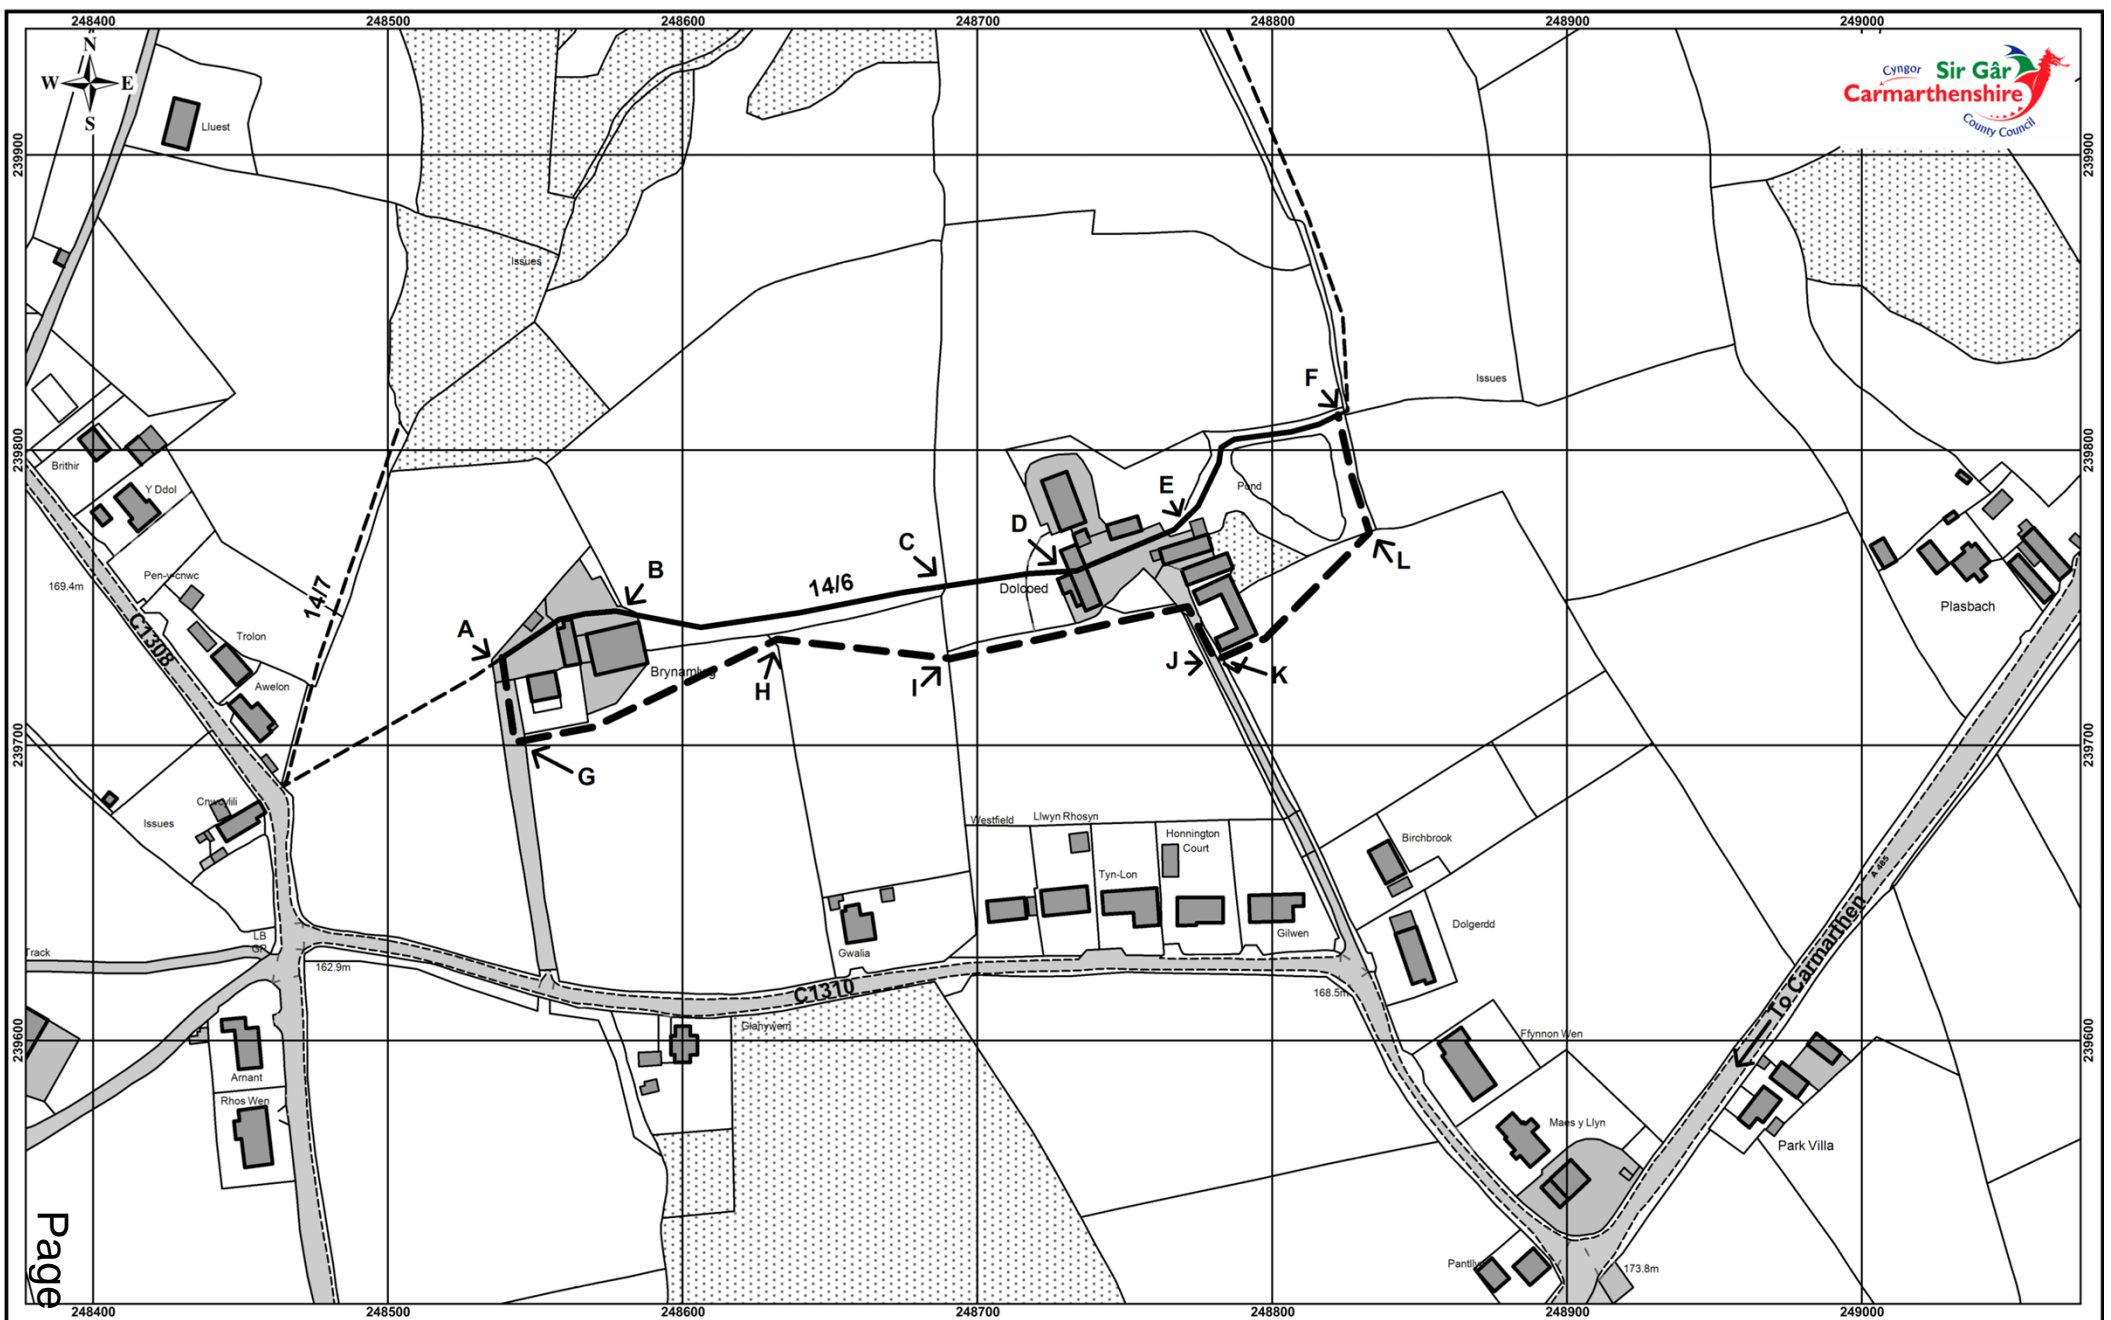 248400
248500
248600
248700
248800
248900
249000
N
W
E
S
Cyngor
Sir Gâr
Carmarthenshire
County Council
Lluest
239900
239900
Issues
F
Issues
239800
239800
Brithir
Y Ddol
E
Pond
D
C
L
14/6
Dolcoed
B
14/7
Pen-y-cnwc
169.4m
C1308
Trolon
A
Awelon
Brynamlwg
H
I
J
K
Plasbach
239700
239700
G
Issues
Westfield
Llwyn Rhosyn
Honnington
Court
Birchbrook
Tyn-Lon
A 485
To Carmarthen
Gwalia
Gilwen
Dolgerdd
LB
GP
Track
162.9m
C1310
168.5m
239600
239600
Glanywern
Ffynnon Wen
Arnant
Rhos Wen
Maes y Llyn
Park Villa
Page
173.8m
248400
248500
248600
248700
248800
248900
249000